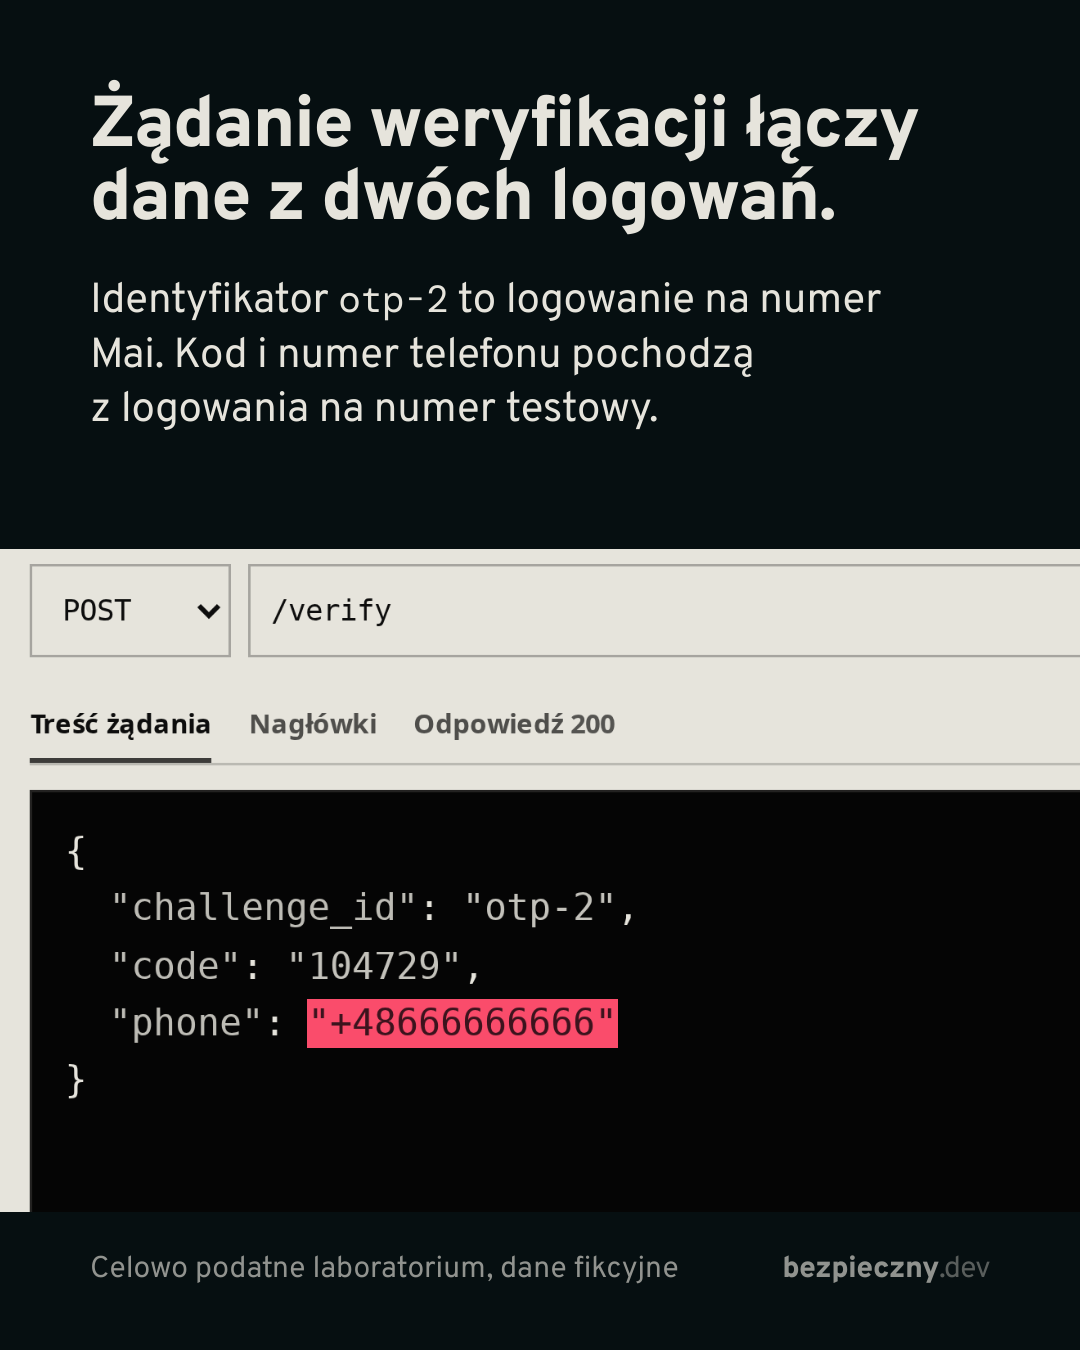 Żądanie weryfikacji łączy
dane z dwóch logowań.
Identyfikator otp-2 to logowanie na numer
Mai. Kod i numer telefonu pochodzą
z logowania na numer testowy.
POST
/verify
Treść żądania Nagłówki Odpowiedź 200
{
"challenge_id": "otp-2",
"code": "104729",
"phone": "+48666666666"
}
Celowo podatne laboratorium, dane fikcyjne
bezpieczny.dev